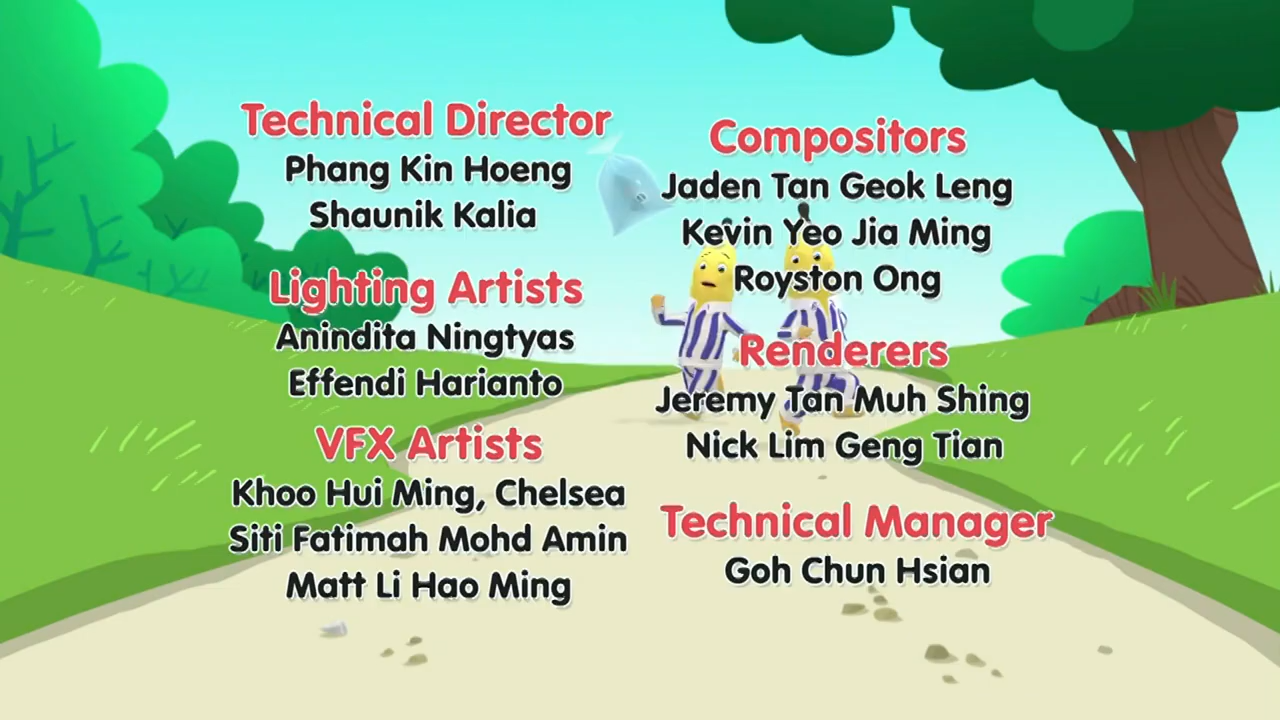 Technical Director
Phang Kin Hoeng
Shaunik Kalia
Lighting Artists
Anindita Ningtyas
Effendi Harianto
VFX Artists
Khoo Hui Ming, Chelsea
Siti Fatimah Mohd Amin
Matt Li Hao Ming
Compositors
Jaden Tan Geok Leng
Kevin Yeo Jia Ming
Royston Ong
Renderers
Jeremy Tan Muh Shing
Nick Lim Geng Tian
Technical Manager
Goh Chun Hsian